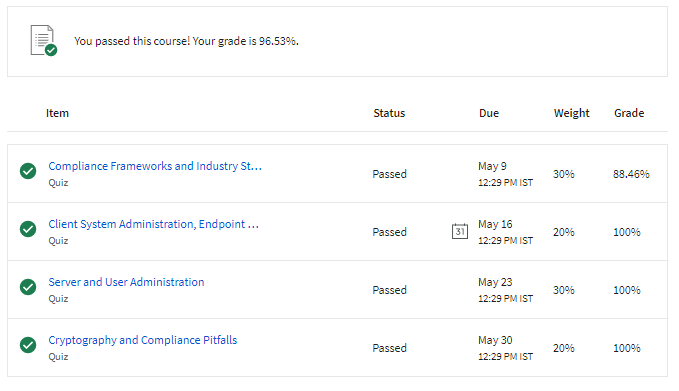 You passed this course! Your grade is 96.53%.
Item Status Due Weight Grade
Compliance Frameworks and Industry St...
Quiz
Passed
May 9
12:29 PM IST
30%
88.46%
Client System Administration, Endpoint ...
Quiz
Passed
31
May 16
12:29 PM IST
20%
100%
Server and User Administration
Quiz
Passed
May 23
12:29 PM IST
30%
100%
Cryptography and Compliance Pitfalls
Quiz
Passed
May 30
12:29 PM IST
20%
100%